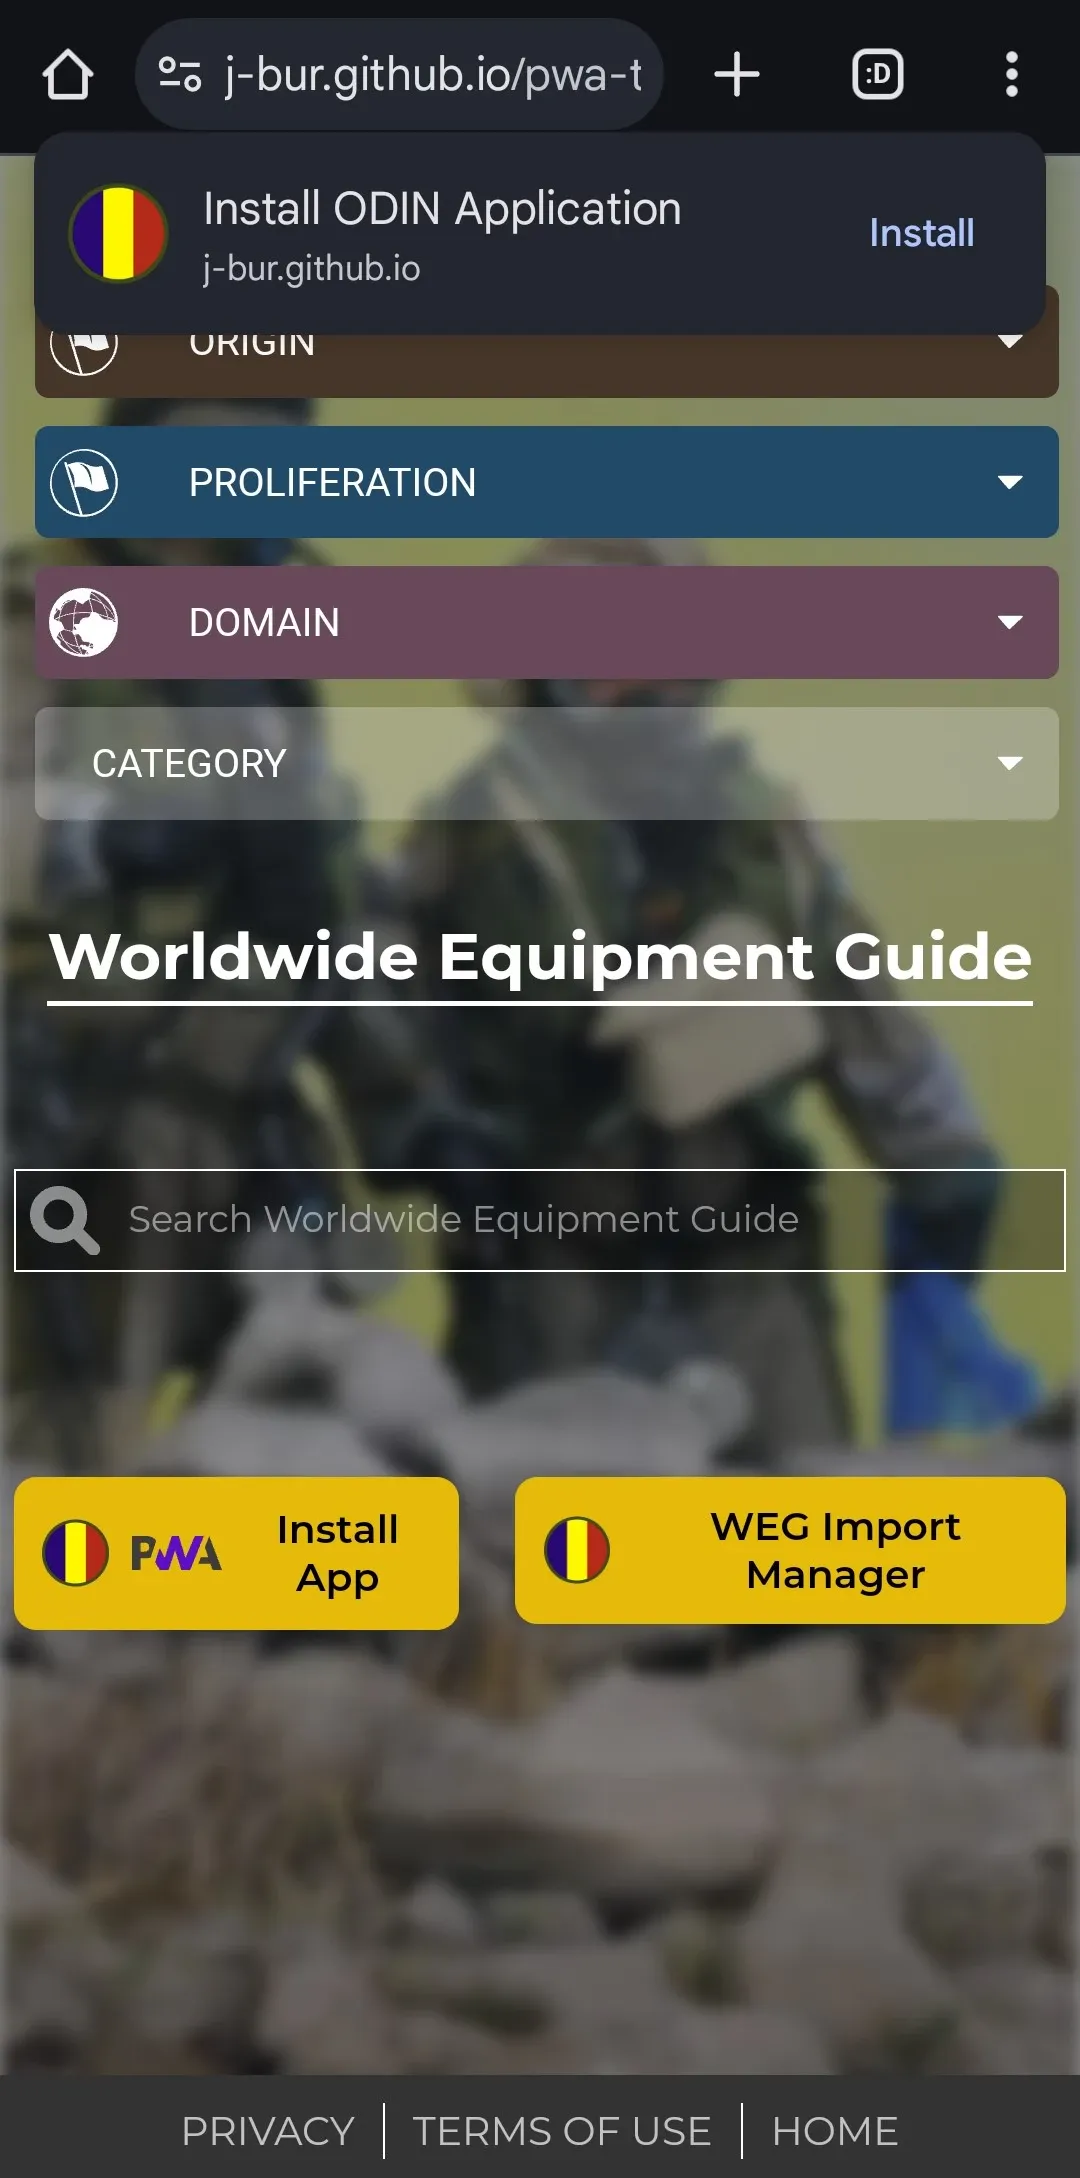 j-bur.github.io/pwa-t
:D
Install ODIN Application
j-bur.github.io
Install
ORIGIN
PROLIFERATION
DOMAIN
CATEGORY
Worldwide Equipment Guide
Search Worldwide Equipment Guide
PWA
Install
App
WEG Import
Manager
PRIVACY
TERMS OF USE
HOME